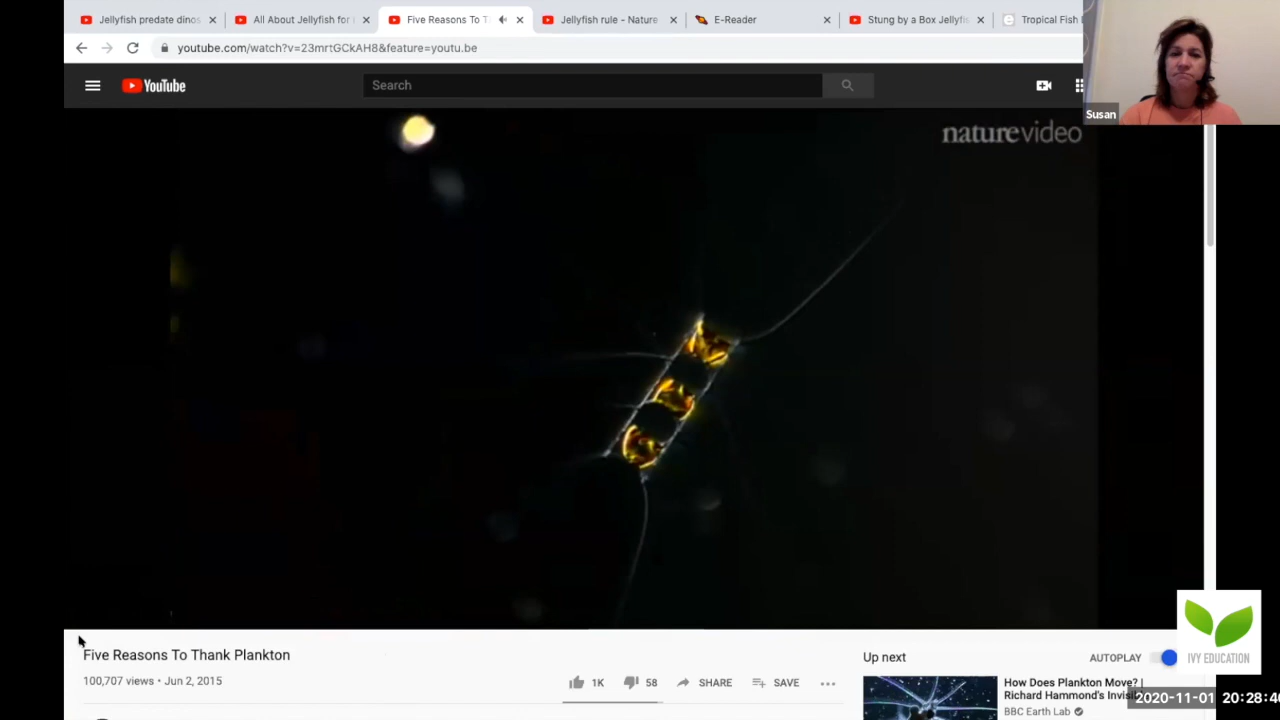 Jellyfish predate dinos
All About Jellyfish for
Five Reasons To T
Jellyfish rule - Nature
E-Reader
Stung by a Box Jellyfis
Tropical Fish
youtube.com/watch?v=23mrtGCkAH8&feature=youtu.be
YouTube
Search
Susan
naturevideo
Five Reasons To Thank Plankton
100,707 views • Jun 2, 2015
1K
58
SHARE
SAVE
Up next
AUTOPLAY
IVY EDUCATION
How Does Plankton Move? |
Richard Hammond's Invisi
BBC Earth Lab
2020-11-01 20:28:4